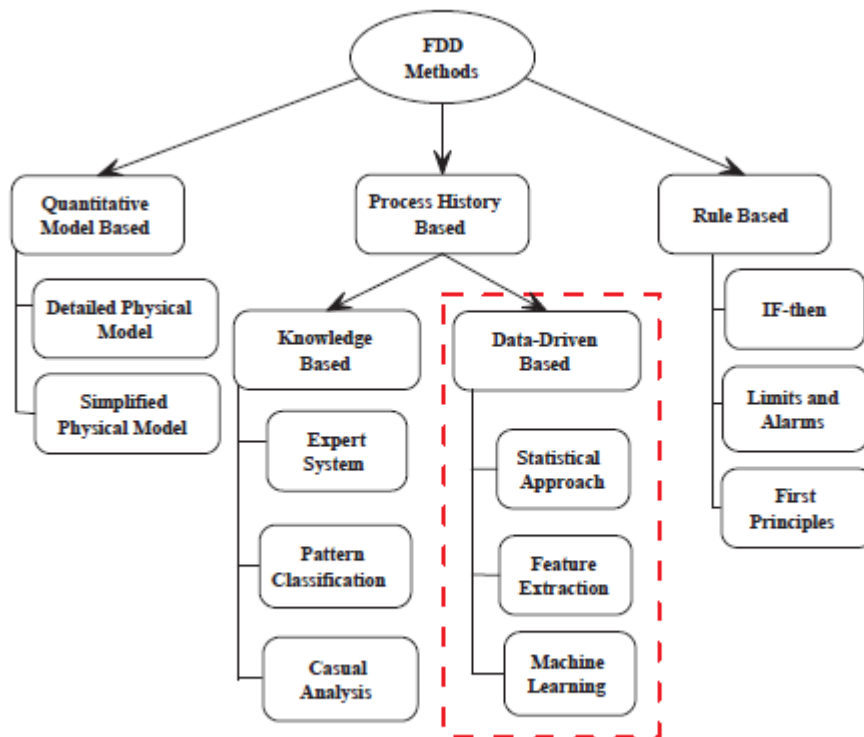 FDD
Methods
Quantitative
Model Based
Process History
Based
Rule Based
Detailed Physical
Model
Simplified
Physical Model
Knowledge
Based
Expert
System
Pattern
Classification
Casual
Analysis
Data-Driven
Based
Statistical
Approach
Feature
Extraction
Machine
Learning
IF-then
Limits and
Alarms
First
Principles